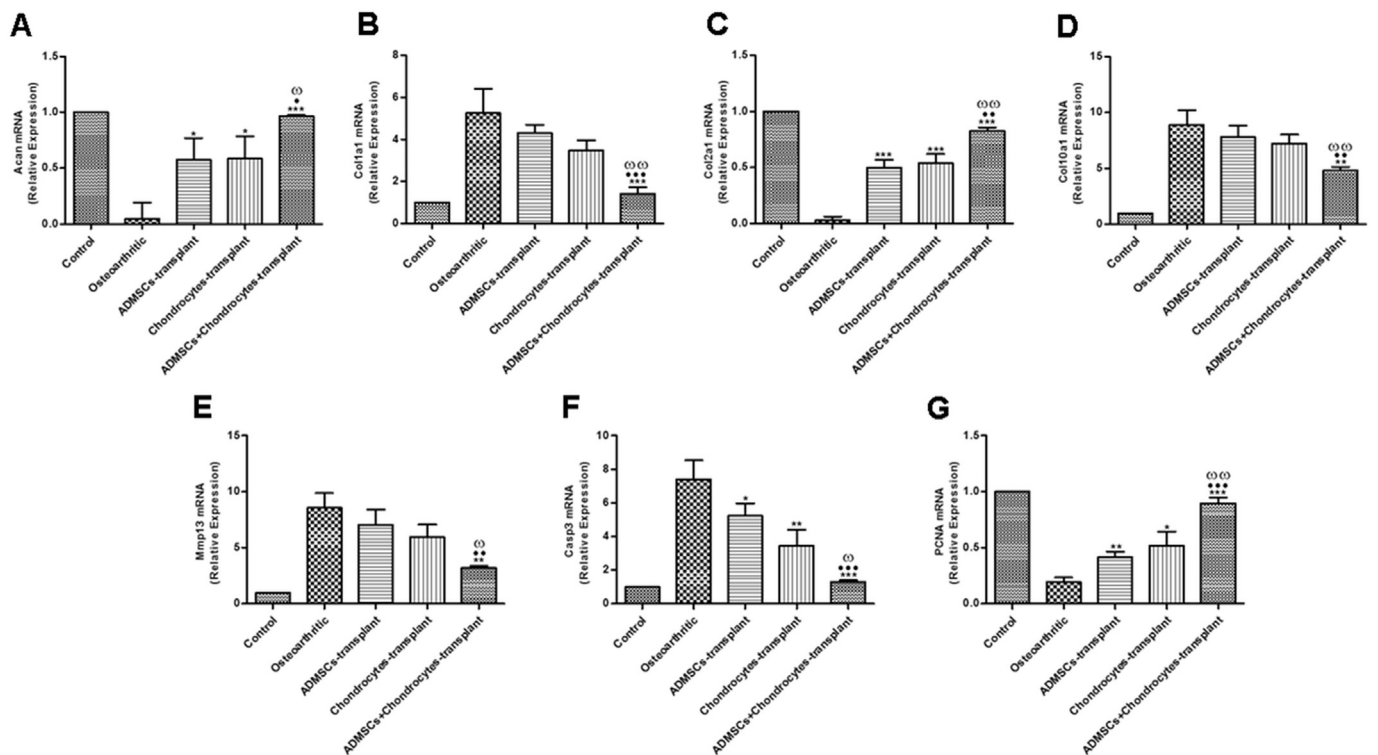 A
Acan mRNA
(Relative Expression)
1.5
1.0
0.5
0.0
*
*
ω
•
***
Control
Osteoarthritic
ADMSCs-transplant
Chondrocytes-transplant
ADMSCs+Chondrocytes-transplant
B
Col1a1 mRNA
(Relative Expression)
8
6
4
2
0
ωω
•••
***
Control
Osteoarthritic
ADMSCs-transplant
Chondrocytes-transplant
ADMSCs+Chondrocytes-transplant
C
Col2a1 mRNA
(Relative Expression)
1.5
1.0
0.5
0.0
***
***
ωω
••
***
Control
Osteoarthritic
ADMSCs-transplant
Chondrocytes-transplant
ADMSCs+Chondrocytes-transplant
D
Col10a1 mRNA
(Relative Expression)
15
10
5
0
ωω
••
**
Control
Osteoarthritic
ADMSCs-transplant
Chondrocytes-transplant
ADMSCs+Chondrocytes-transplant
E
Mmp13 mRNA
(Relative Expression)
15
10
5
0
ω
••
**
Control
Osteoarthritic
ADMSCs-transplant
Chondrocytes-transplant
ADMSCs+Chondrocytes-transplant
F
Casp3 mRNA
(Relative Expression)
10
8
6
4
2
0
*
**
ω
•••
***
Control
Osteoarthritic
ADMSCs-transplant
Chondrocytes-transplant
ADMSCs+Chondrocytes-transplant
G
PCNA mRNA
(Relative Expression)
1.5
1.0
0.5
0.0
**
*
ωω
•••
***
Control
Osteoarthritic
ADMSCs-transplant
Chondrocytes-transplant
ADMSCs+Chondrocytes-transplant